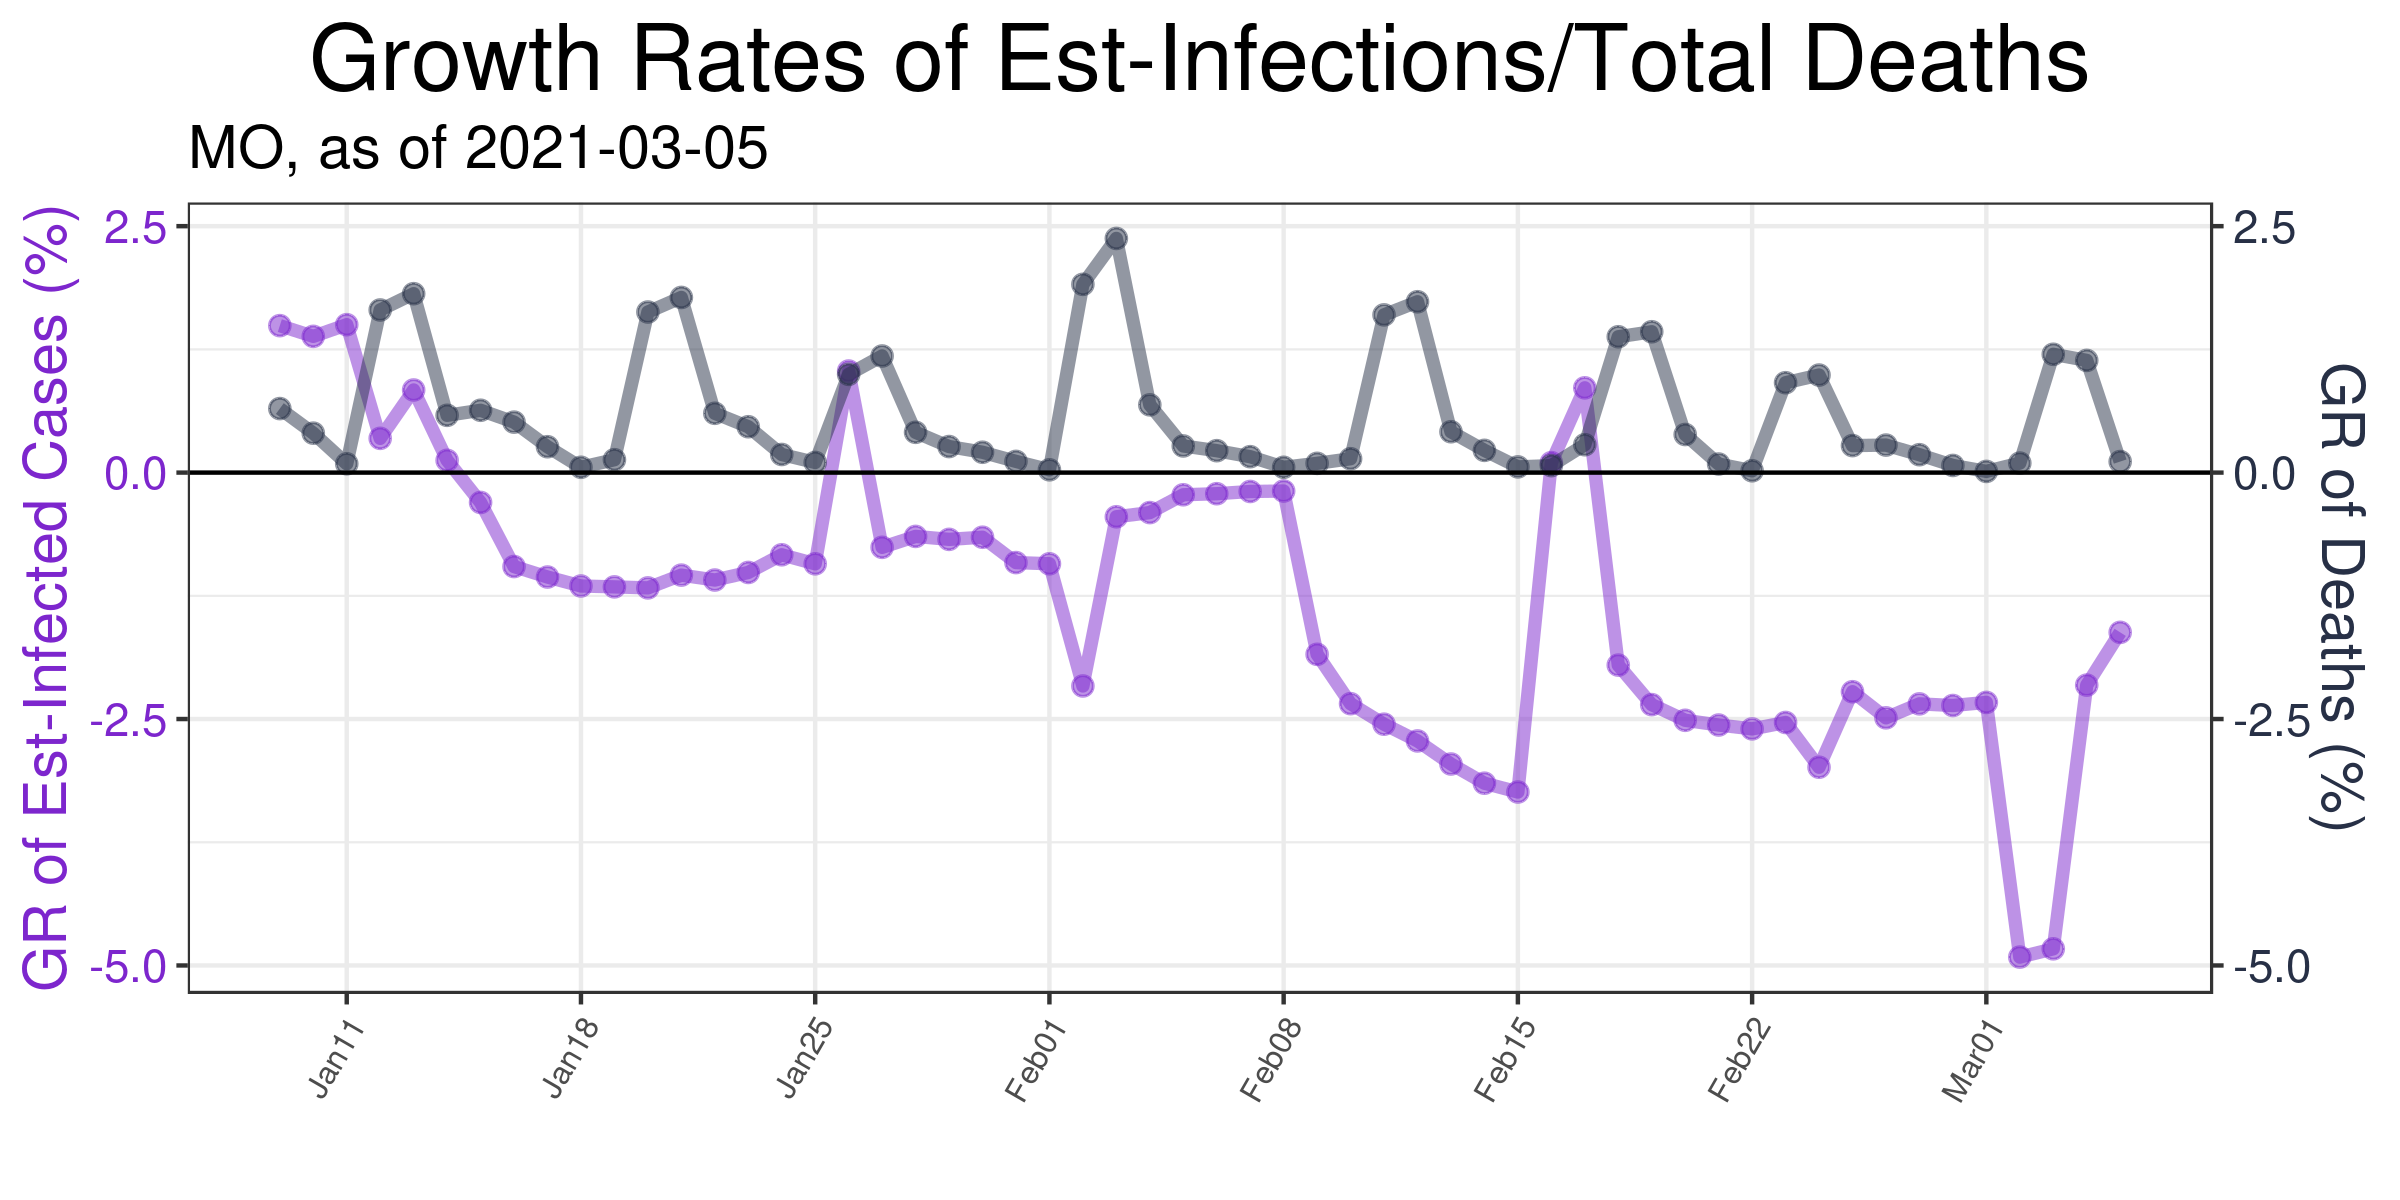 Growth Rates of Est-Infections/Total Deaths
MO, as of 2021-03-05
GR of Est-Infected Cases (%)
2.5
0.0
-2.5
-5.0
2.5
0.0
-2.5
-5.0
GR of Deaths (%)
Jan11
Jan18
Jan25
Feb01
Feb08
Feb15
Feb22
Mar01